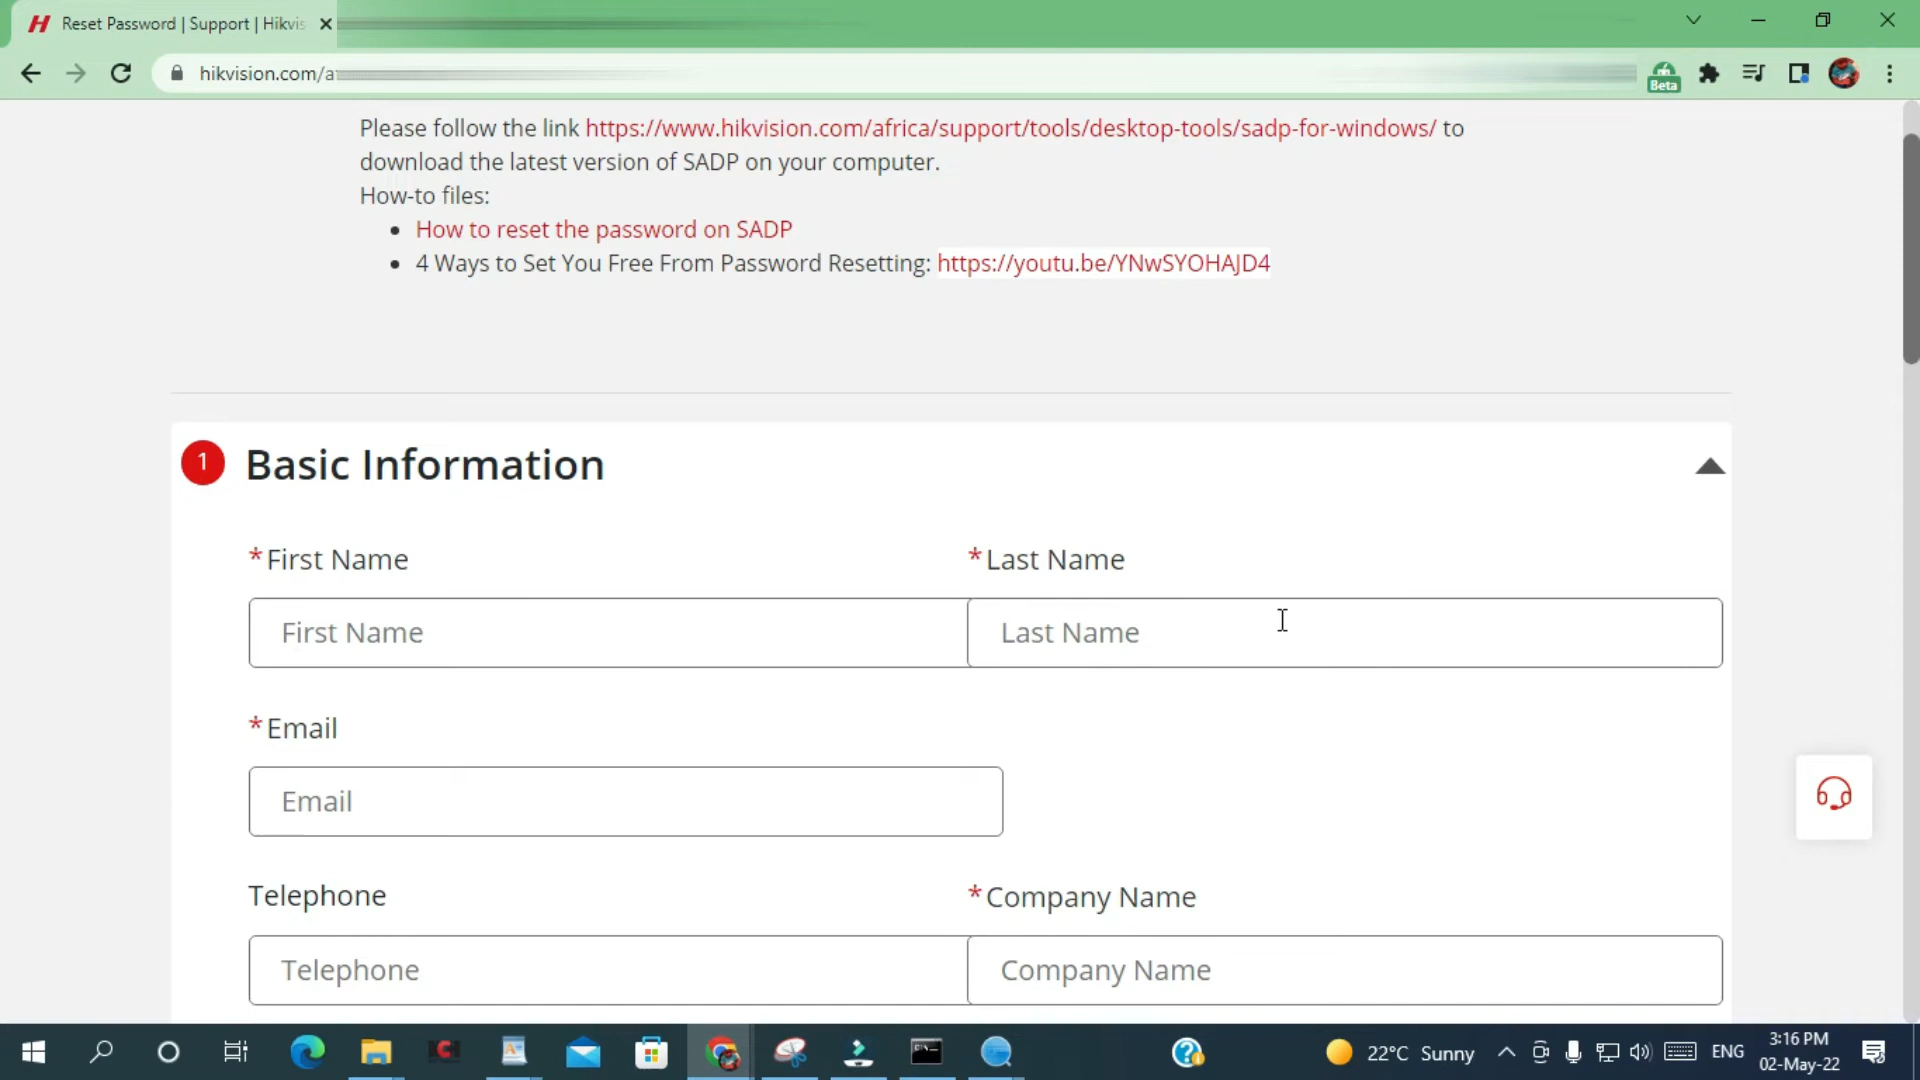 Reset Password | Support | Hikvis
hikvision.com/a
Beta
Please follow the link https://www.hikvision.com/africa/support/tools/desktop-tools/sadp-for-windows/ to
download the latest version of SADP on your computer.
How-to files:
How to reset the password on SADP
4 Ways to Set You Free From Password Resetting: https://youtu.be/YNwSYOHAJD4
1 Basic Information
*First Name *Last Name
First Name Last Name
*Email
Email
Telephone *Company Name
Telephone Company Name
22°C Sunny ENG 3:16 PM
02-May-22